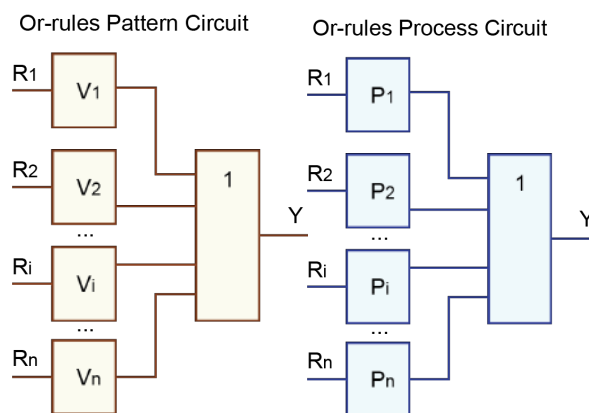 Or-rules Pattern Circuit
R1
V1
R2
V2
...
Ri
Vi
...
Rn
Vn
1
Y
Or-rules Process Circuit
R1
P1
R2
P2
...
Ri
Pi
...
Rn
Pn
1
Y